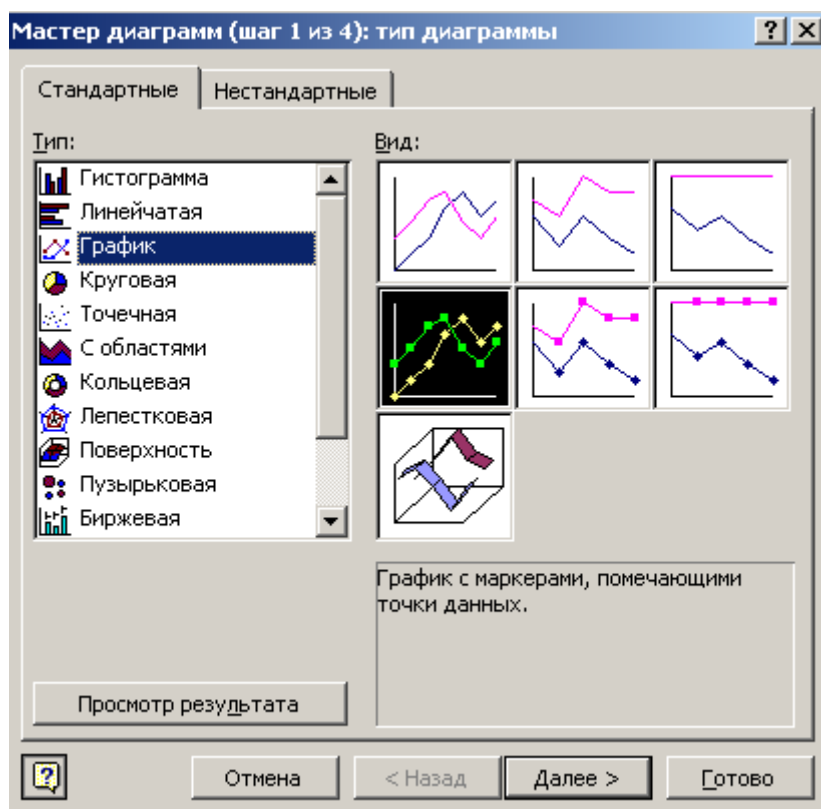 Мастер диаграмм (шаг 1 из 4): тип диаграммы
Стандартные
Нестандартные
Тип:
Гистограмма
Линейчатая
График
Круговая
Точечная
С областями
Кольцевая
Лепестковая
Поверхность
Пузырьковая
Биржевая
Вид:
График с маркерами, помечающими
точки данных.
Просмотр результата
Отмена
< Назад
Далее >
Готово